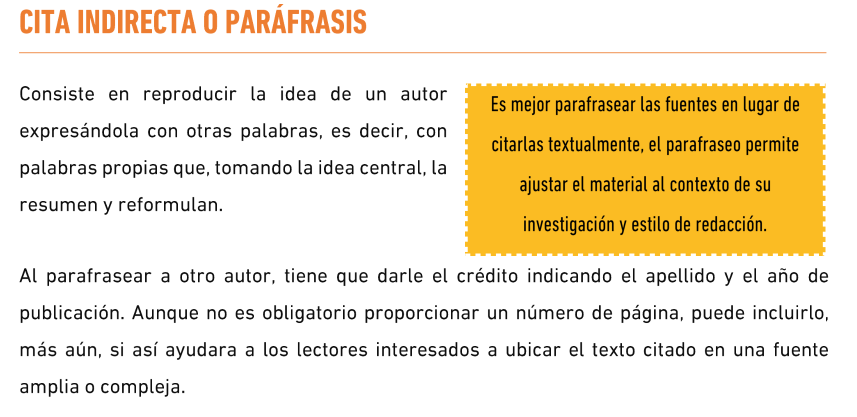 CITA INDIRECTA O PARÁFRASIS
Consiste en reproducir la idea de un autor
expresándola con otras palabras, es decir, con
palabras propias que, tomando la idea central, la
resumen y reformulan.
Es mejor parafrasear las fuentes en lugar de
citarlas textualmente, el parafraseo permite
ajustar el material al contexto de su
investigación y estilo de redacción.
Al parafrasear a otro autor, tiene que darle el crédito indicando el apellido y el año de
publicación. Aunque no es obligatorio proporcionar un número de página, puede incluirlo,
más aún, si así ayudara a los lectores interesados a ubicar el texto citado en una fuente
amplia o compleja.